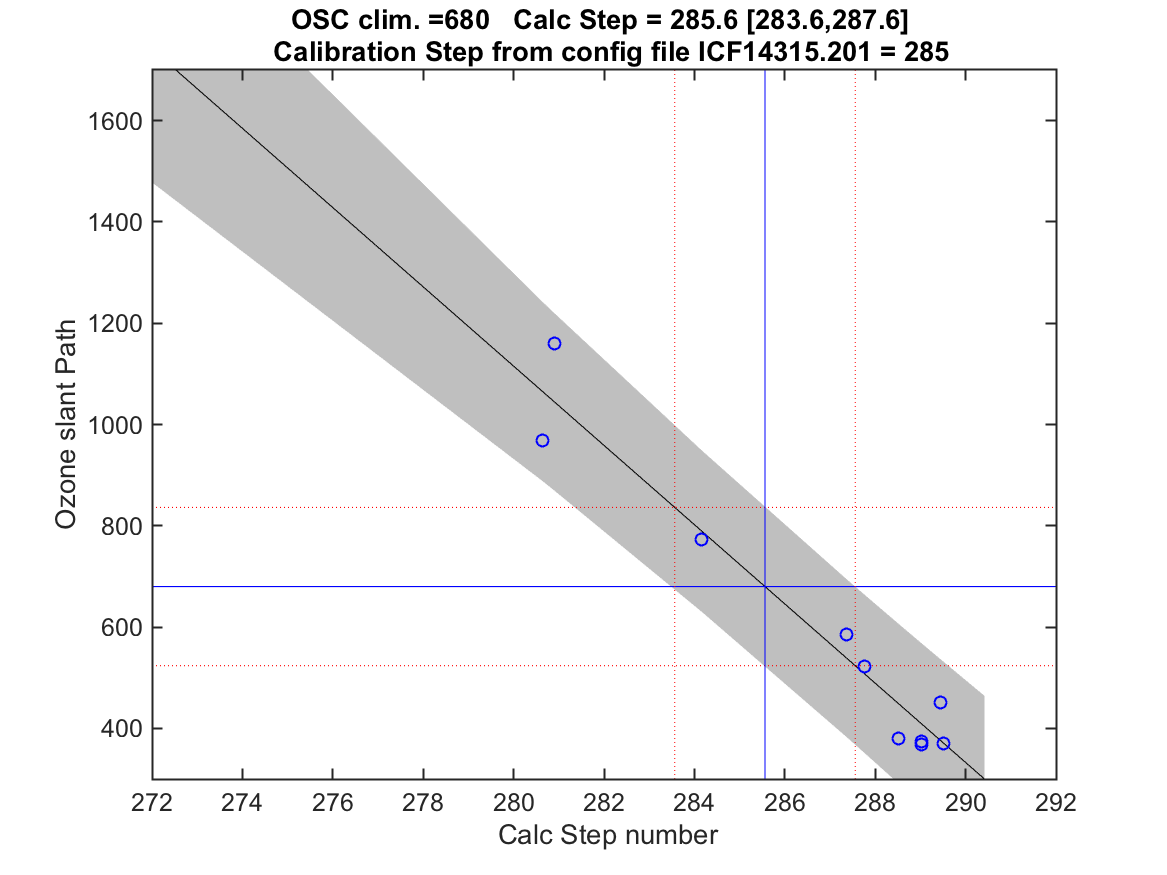 OSC clim. =680 Calc Step = 285.6 [283.6,287.6]
Calibration Step from config file ICF14315.201 = 285
1600
1400
1200
1000
800
600
400
Ozone slant Path
272 274 276 278 280 282 284 286 288 290 292
Calc Step number